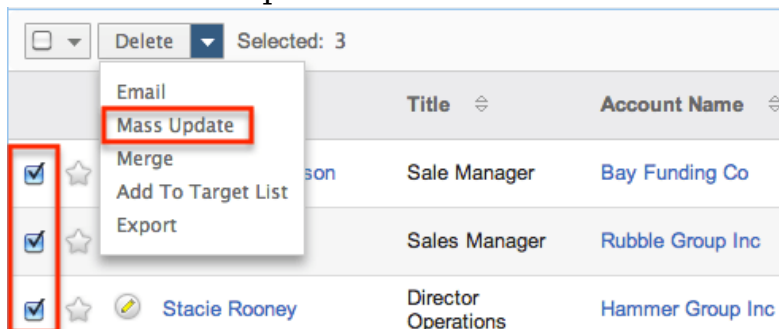 Delete Selected: 3
Email
Mass Update
Merge
Add To Target List
Export
Title Account Name
son Sale Manager Bay Funding Co
Sales Manager Rubble Group Inc
Stacie Rooney Director Operations Hammer Group Inc